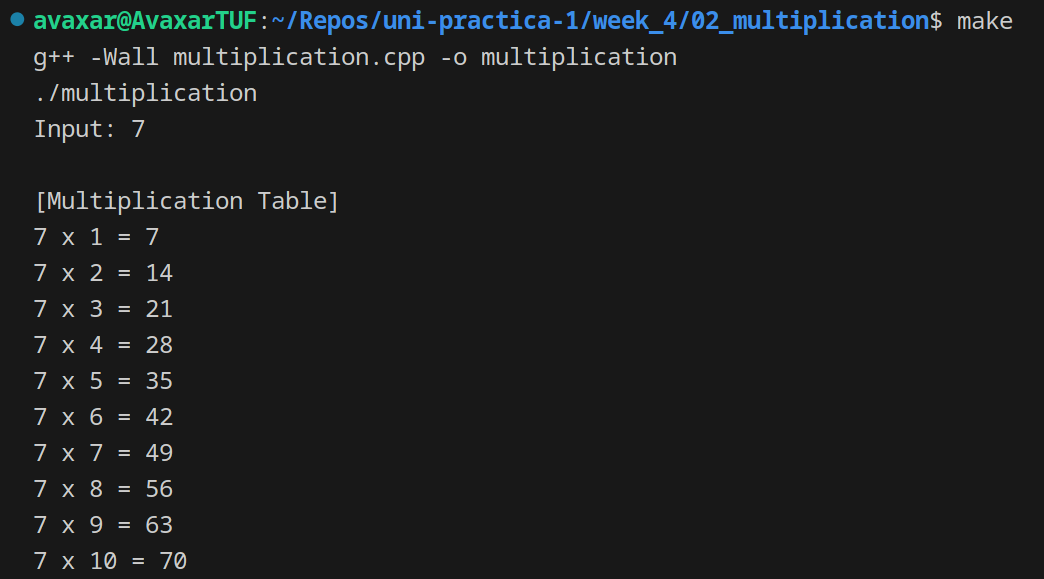 avaxar@AvaxarTUF:~/Repos/uni-practica-1/week_4/02_multiplication$ make
g++ -Wall multiplication.cpp -o multiplication
./multiplication
Input: 7
[Multiplication Table]
7 x 1 = 7
7 x 2 = 14
7 x 3 = 21
7 x 4 = 28
7 x 5 = 35
7 x 6 = 42
7 x 7 = 49
7 x 8 = 56
7 x 9 = 63
7 x 10 = 70